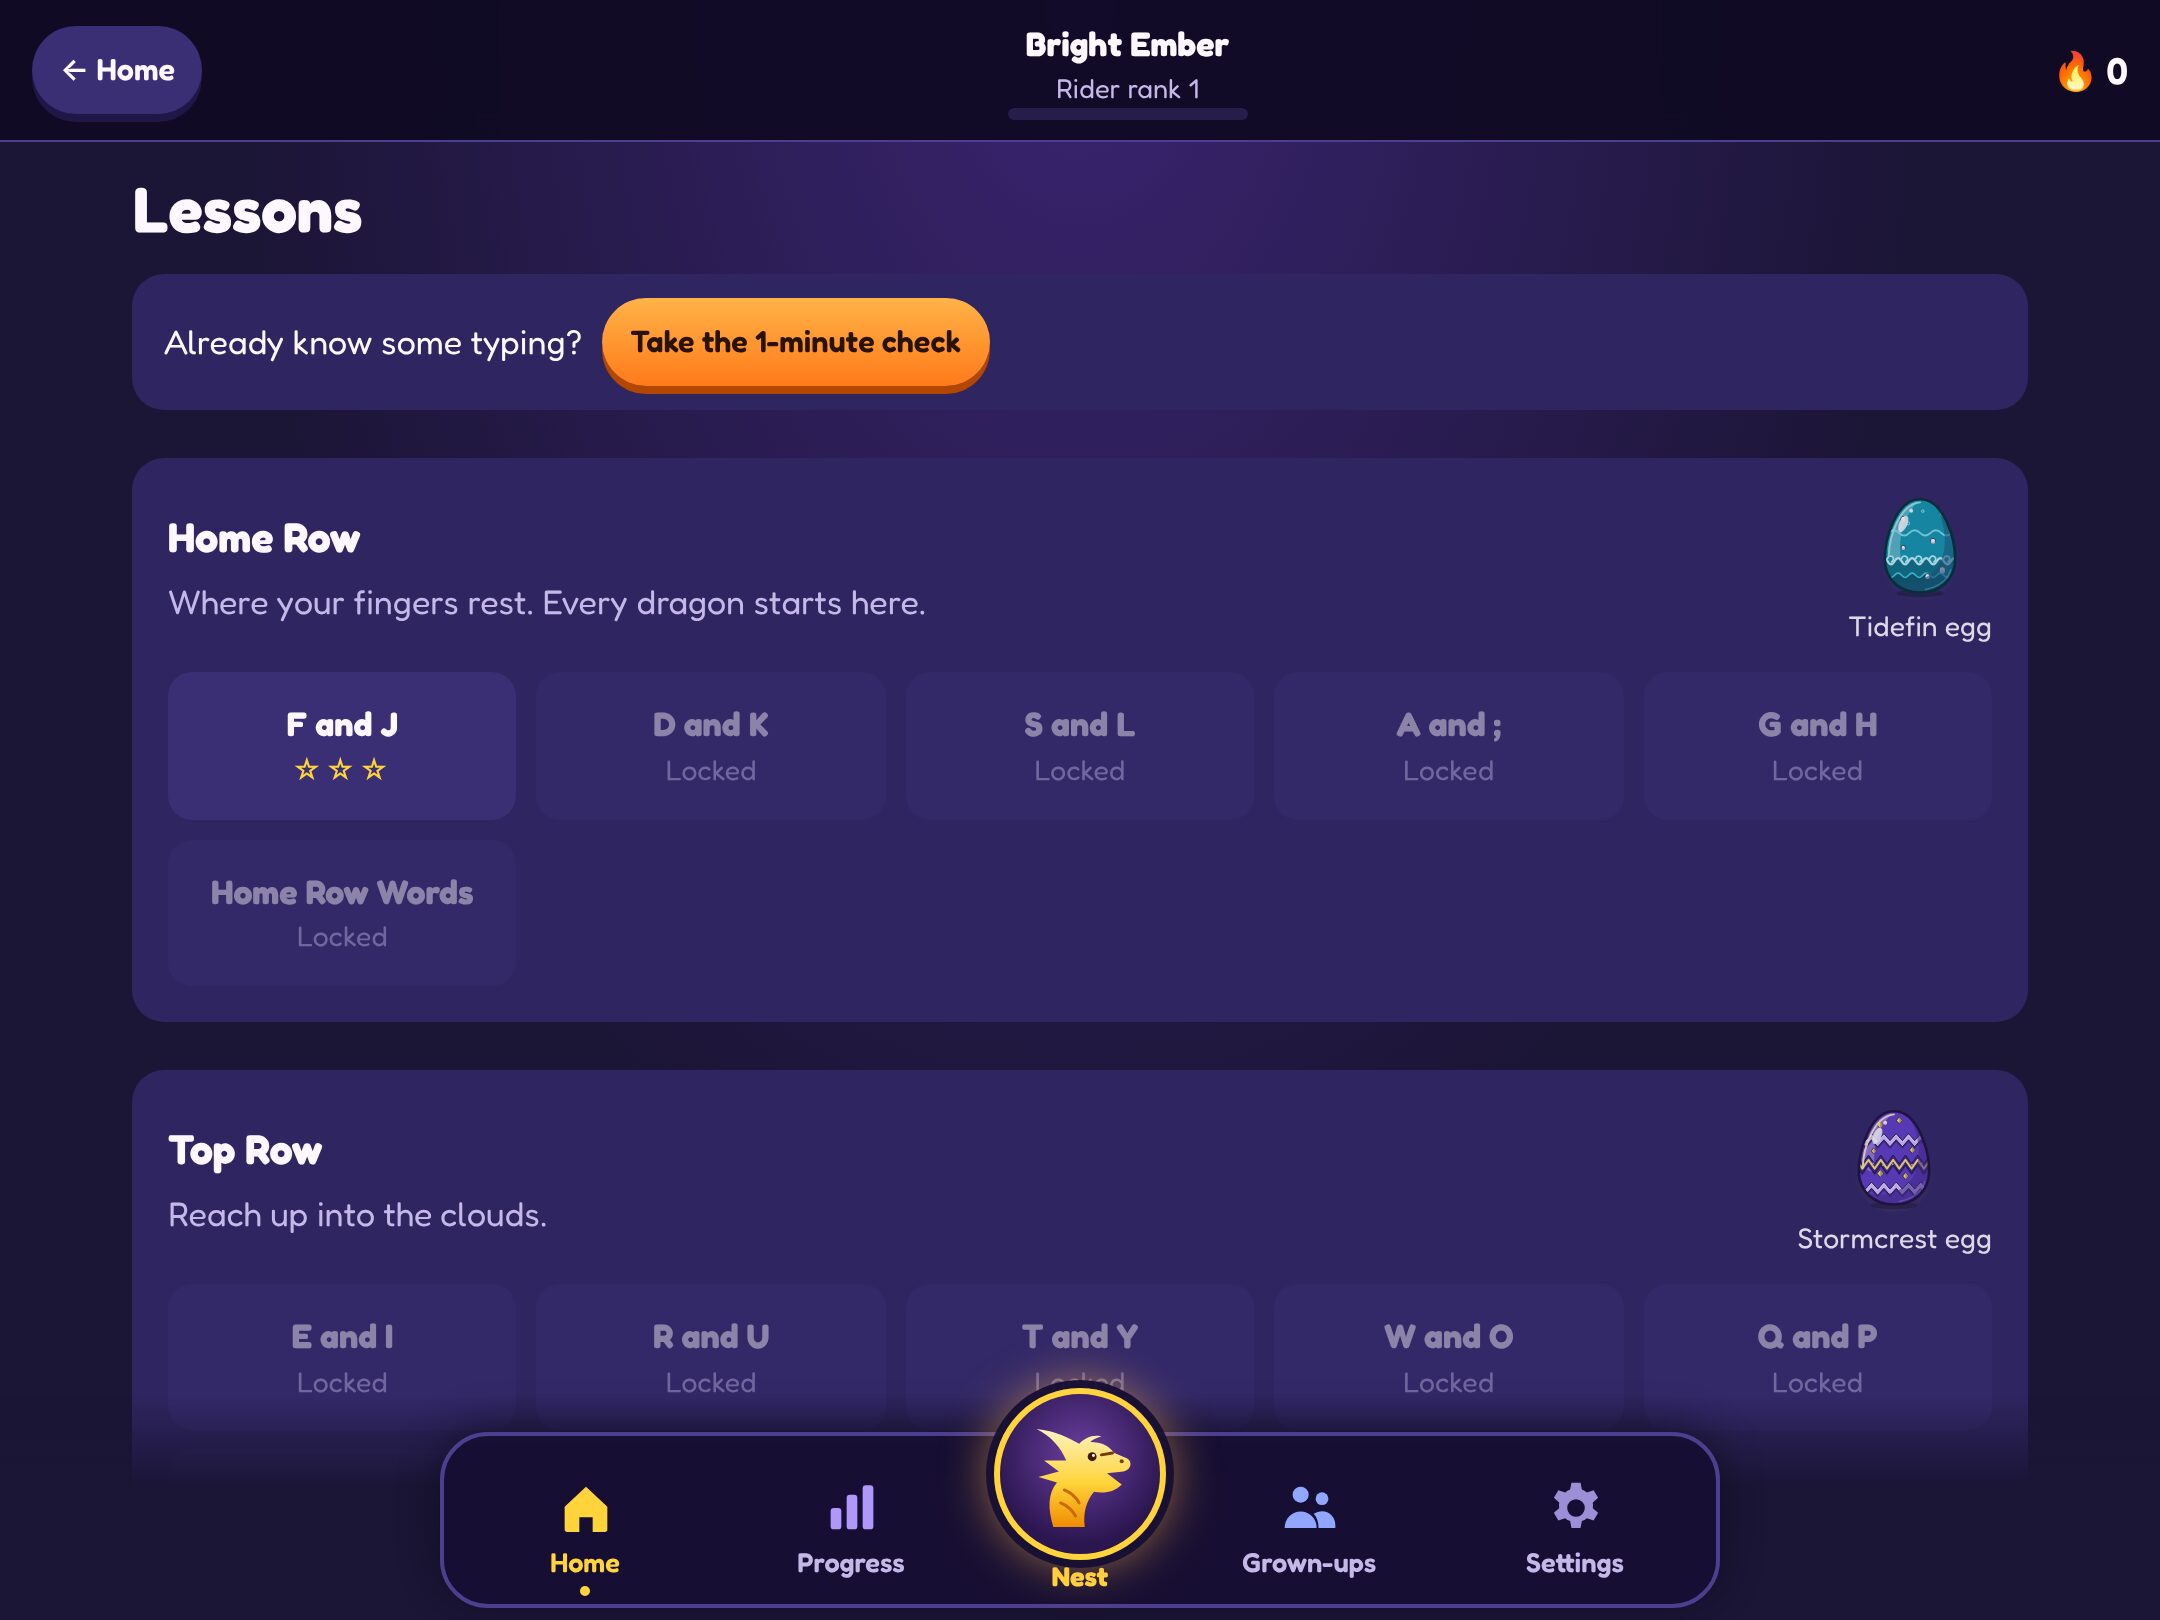 ← Home
Bright Ember
Rider rank 1
🔥 0
Lessons
Already know some typing? Take the 1-minute check
Home Row
Where your fingers rest. Every dragon starts here.
Tidefin egg
F and J
☆ ☆ ☆
D and K
Locked
S and L
Locked
A and ;
Locked
G and H
Locked
Home Row Words
Locked
Top Row
Reach up into the clouds.
Stormcrest egg
E and I
Locked
R and U
Locked
T and Y
Locked
W and O
Locked
Q and P
Locked
Home
Progress
Nest
Grown-ups
Settings